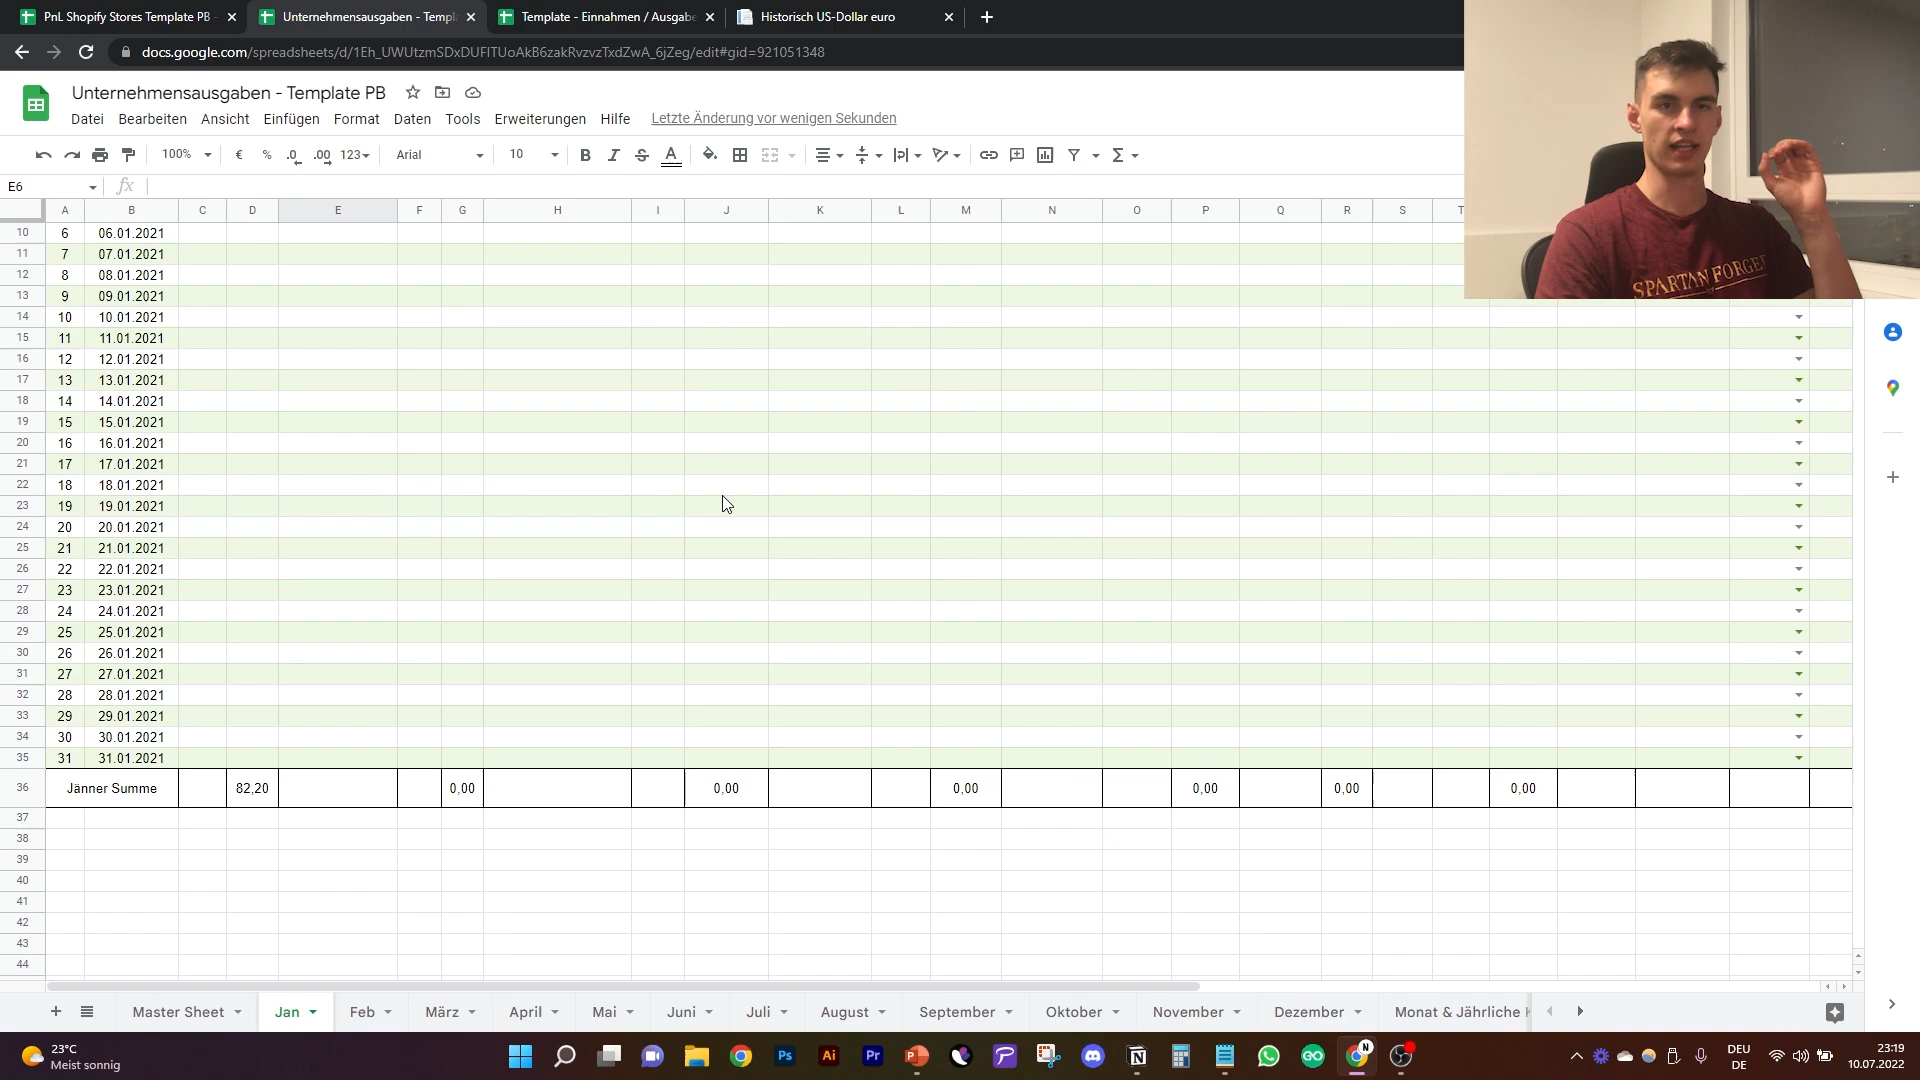 PnL Shopify Stores Template PB -
Unternehmensausgaben - Templ
Template - Einnahmen / Ausgabe
Historisch US-Dollar euro
docs.google.com/spreadsheets/d/1Eh_UWUtzmSDxDUFITUoAkB6zakRvzvzTxdZwA_6jZeg/edit#gid=921051348
Unternehmensausgaben - Template PB
Datei Bearbeiten Ansicht Einfügen Format Daten Tools Erweiterungen Hilfe Letzte Änderung vor wenigen Sekunden
100% € % .0 .00 123 Arial 10 B I S A
E6 fx
A B C D E F G H I J K L M N O P Q R S T
10 6 06.01.2021
11 7 07.01.2021
12 8 08.01.2021
13 9 09.01.2021
14 10 10.01.2021
15 11 11.01.2021
16 12 12.01.2021
17 13 13.01.2021
18 14 14.01.2021
19 15 15.01.2021
20 16 16.01.2021
21 17 17.01.2021
22 18 18.01.2021
23 19 19.01.2021
24 20 20.01.2021
25 21 21.01.2021
26 22 22.01.2021
27 23 23.01.2021
28 24 24.01.2021
29 25 25.01.2021
30 26 26.01.2021
31 27 27.01.2021
32 28 28.01.2021
33 29 29.01.2021
34 30 30.01.2021
35 31 31.01.2021
36 Jänner Summe 82,20 0,00 0,00 0,00 0,00 0,00 0,00
37
38
39
40
41
42
43
44
Master Sheet Jan Feb März April Mai Juni Juli August September Oktober November Dezember Monat & Jährliche
SPARTAN FORGED
23°C
Meist sonnig
Ps Ai Pr
DEU
DE
23:19
10.07.2022